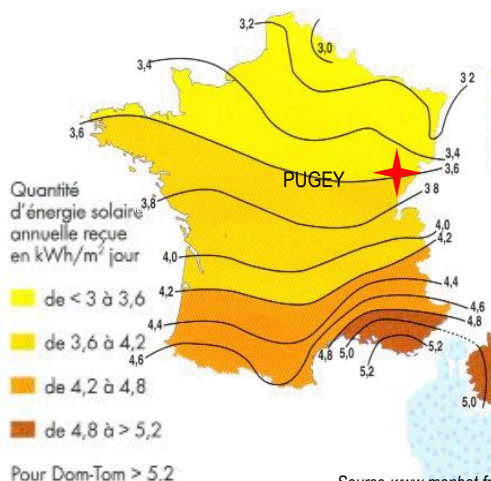 3,2
3,0
3,4
3 2
3,6
3,4
3,6
PUGEY
3,8
3 8
Quantité
d'énergie solaire
annuelle reçue
en kWh/m² jour
4,0
4,2
4,0
4,2
4,4
4,6
4,8
4,4
4,6
4,8
5,0
5,2
5,2
5,0
de < 3 à 3,6
de 3,6 à 4,2
de 4,2 à 4,8
de 4,8 à > 5,2
Pour Dom-Tom > 5.2